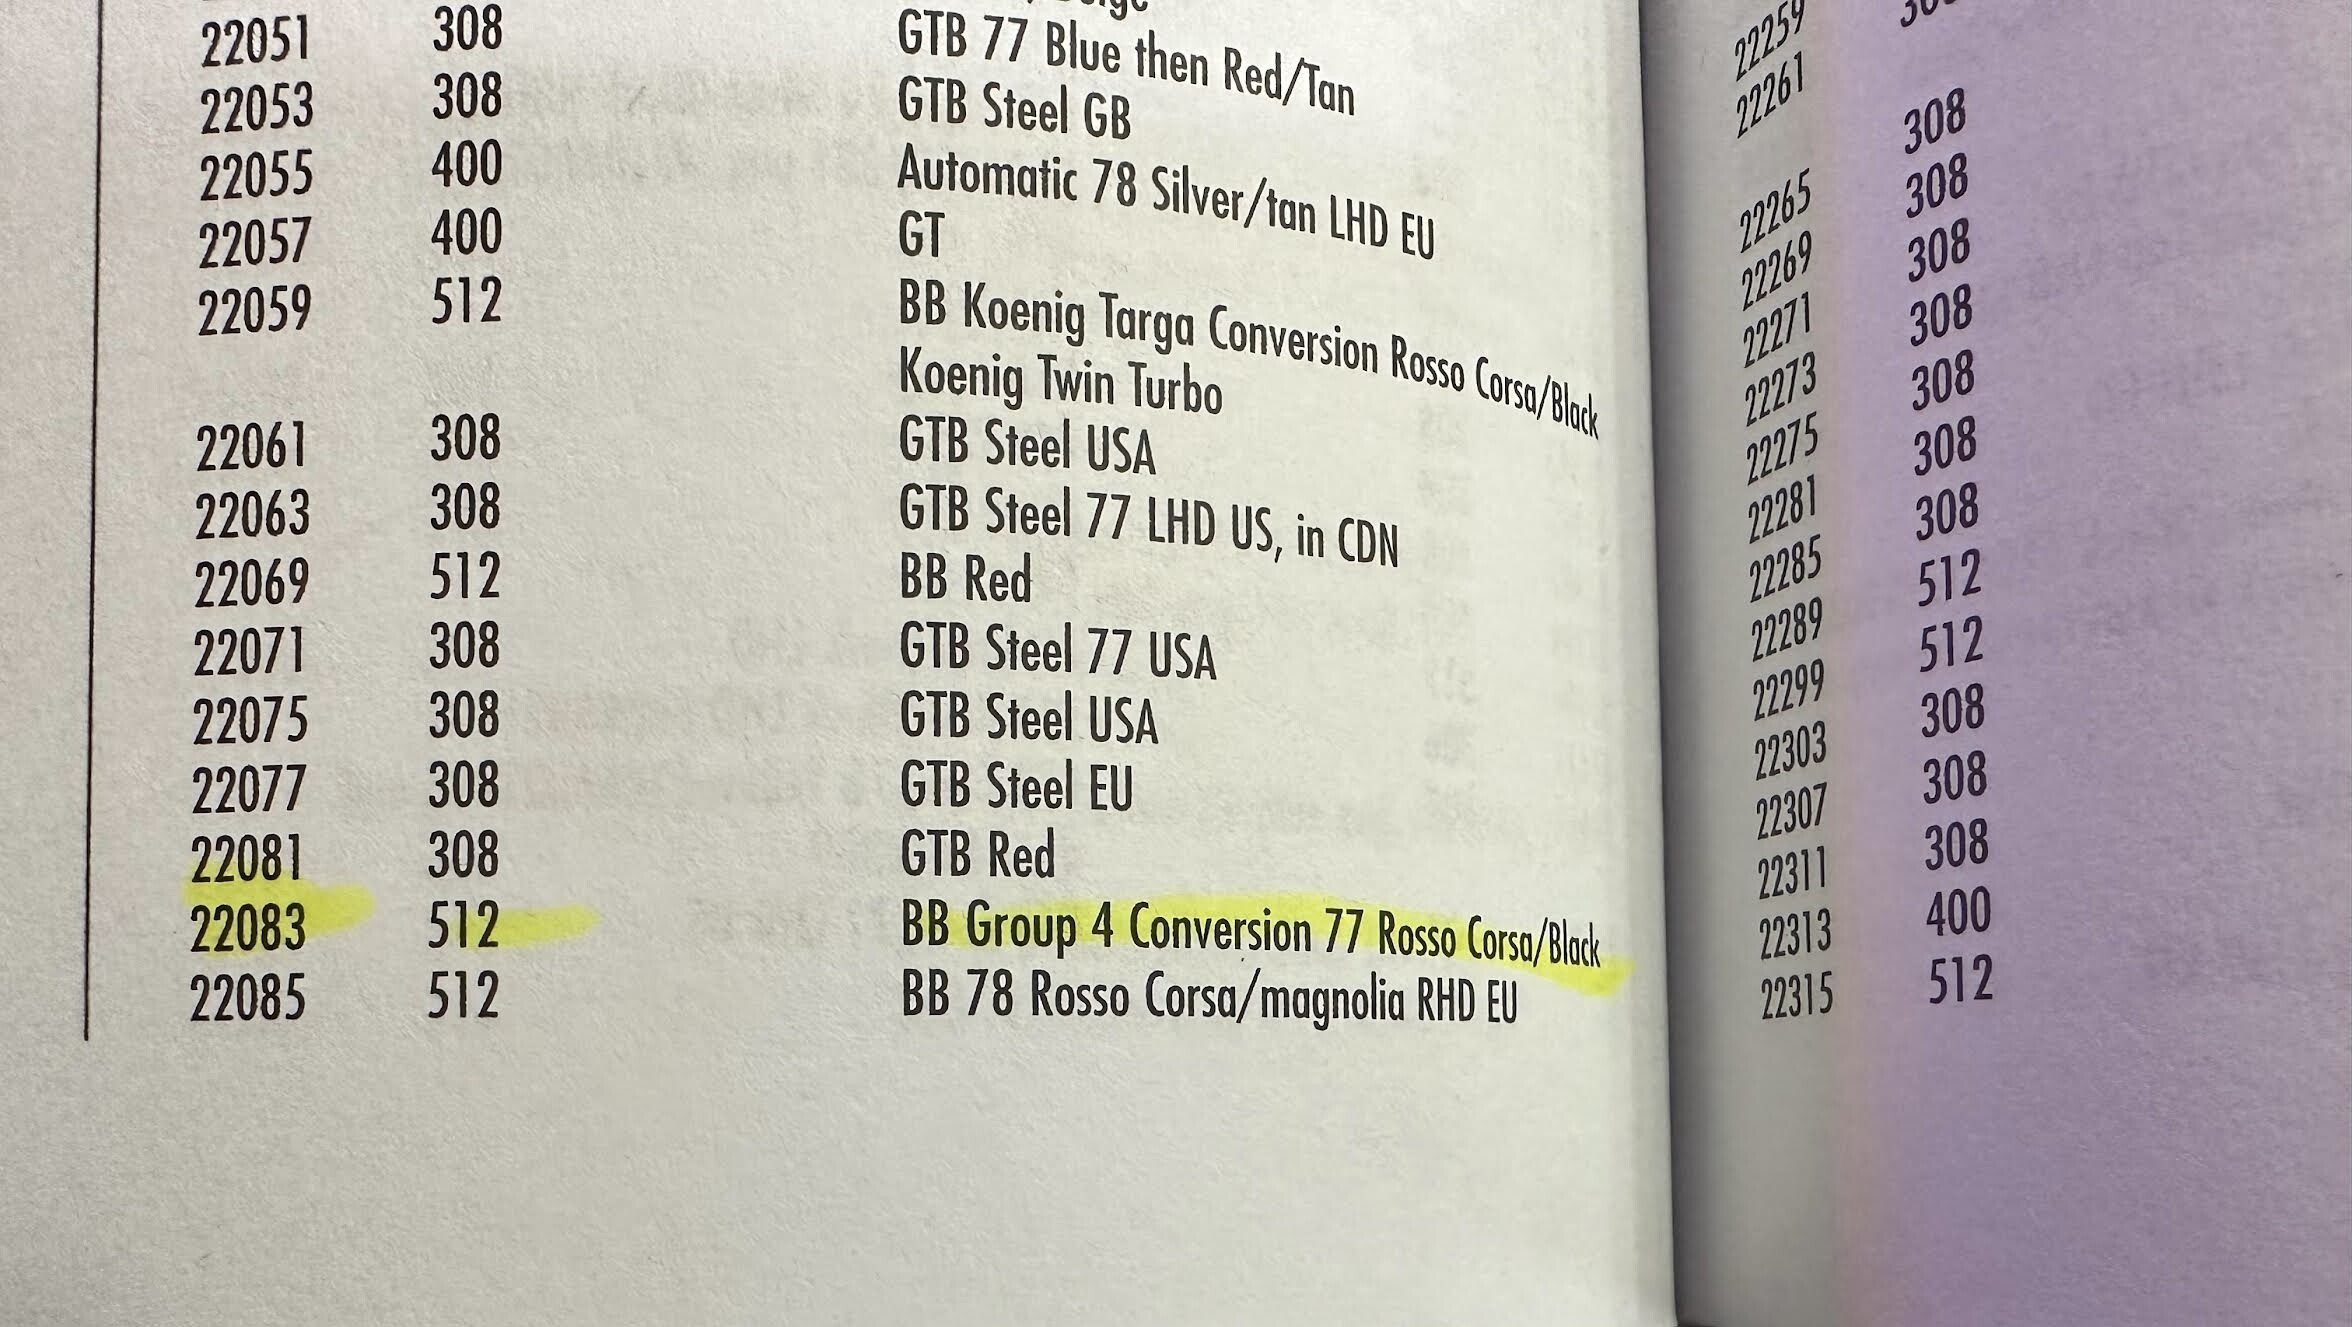 22051 308 GTB 77 Blue then Red/Tan
22053 308 GTB Steel GB
22055 400 Automatic 78 Silver/tan LHD EU
22057 400 GT
22059 512 BB Koenig Targa Conversion Rosso Corsa/Black
Koenig Twin Turbo
22061 308 GTB Steel USA
22063 308 GTB Steel 77 LHD US, in CDN
22069 512 BB Red
22071 308 GTB Steel 77 USA
22075 308 GTB Steel USA
22077 308 GTB Steel EU
22081 308 GTB Red
22083 512 BB Group 4 Conversion 77 Rosso Corsa/Black
22085 512 BB 78 Rosso Corsa/magnolia RHD EU
22259
22261 308
308
22265 308
22269 308
22271 308
22273 308
22275 308
22281 512
22285 512
22289 308
22299 308
22303 308
22307 400
22311 512
22313
22315